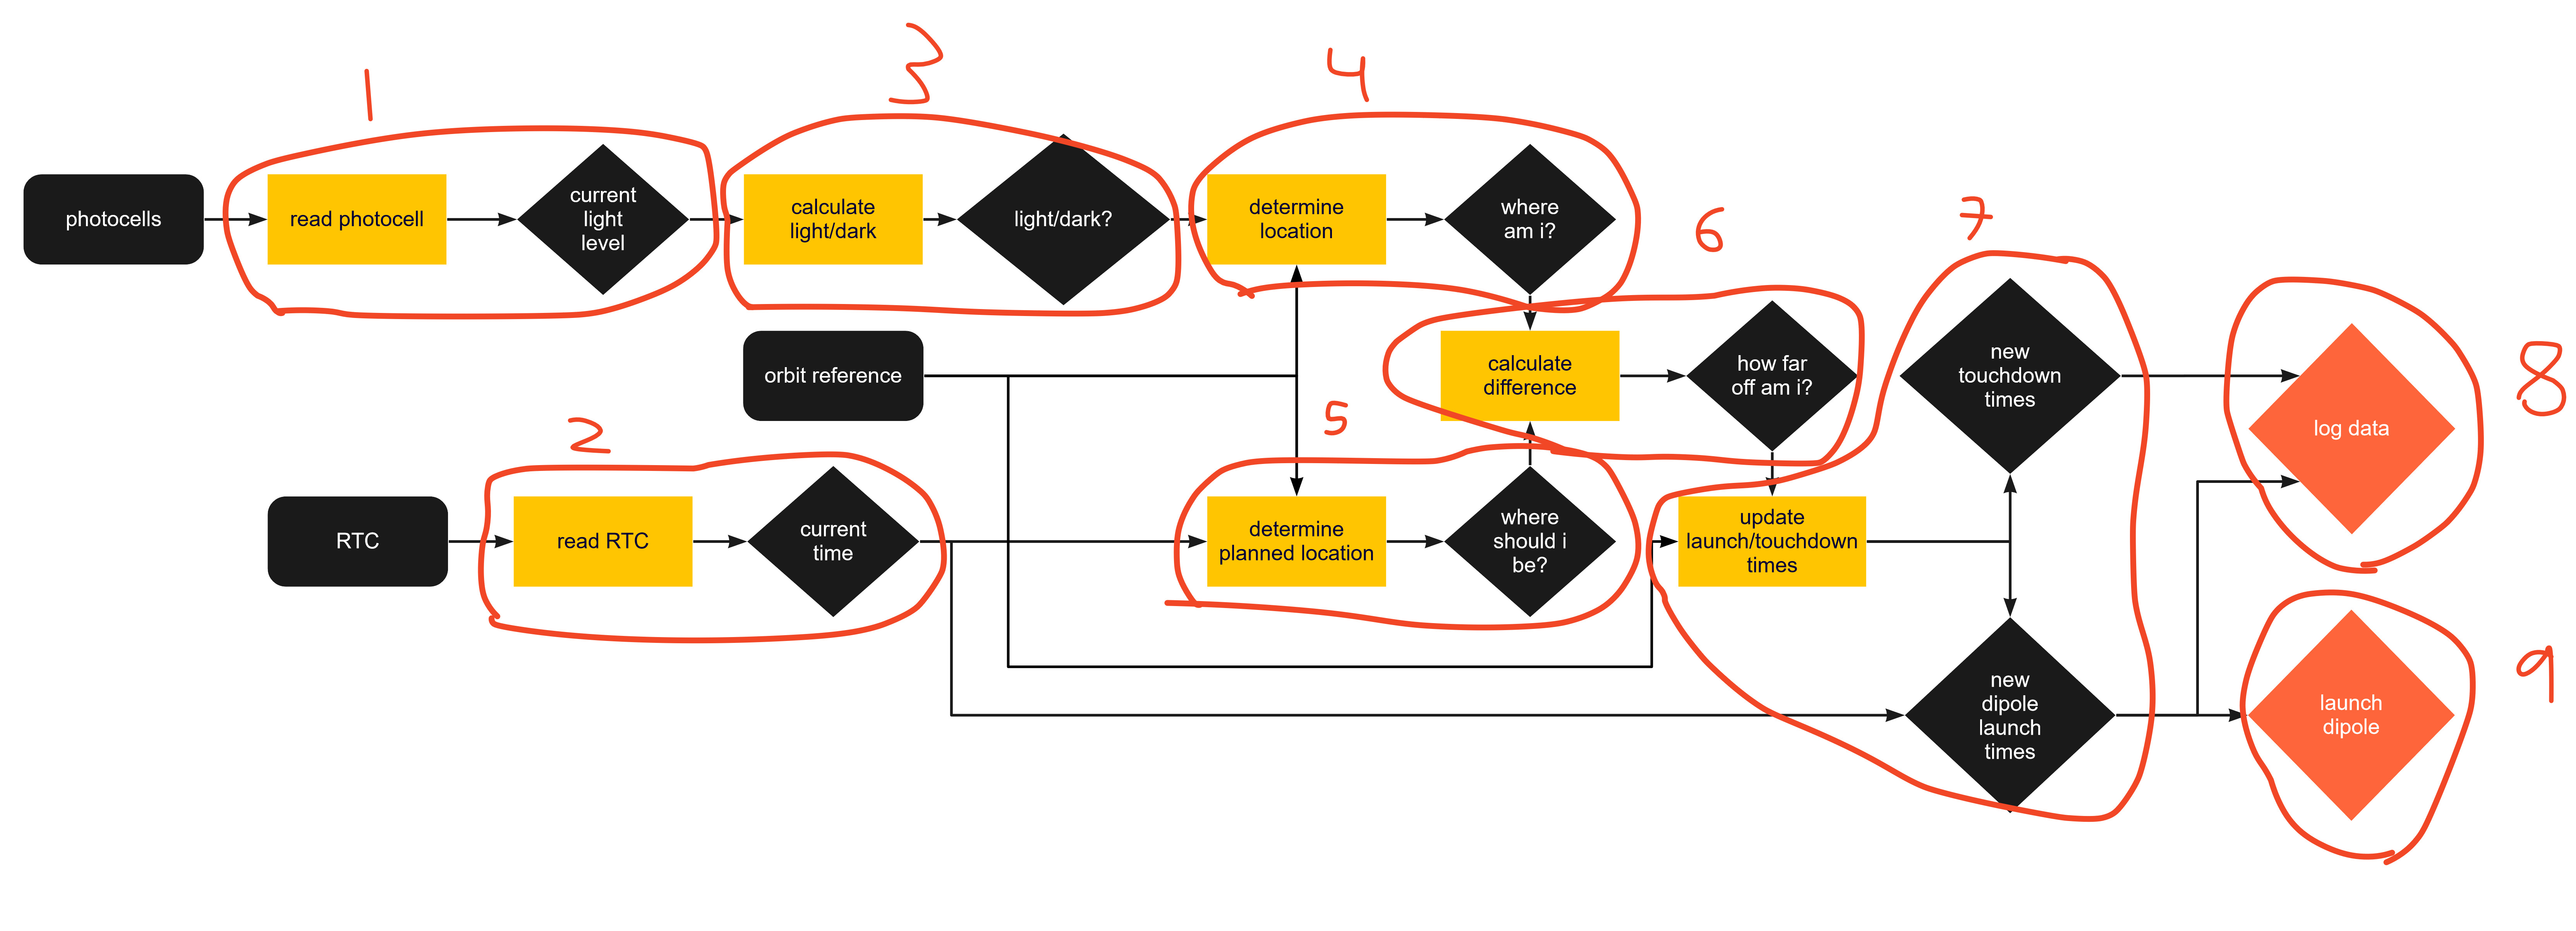 1
3
4
photocells
read photocell
current
light
level
calculate
light/dark
light/dark?
determine
location
where
am i?
6
7
orbit reference
calculate
difference
how far
off am i?
new
touchdown
times
log data
8
2
5
RTC
read RTC
current
time
determine
planned location
where
should i
be?
update
launch/touchdown
times
new
dipole
launch
times
launch
dipole
9